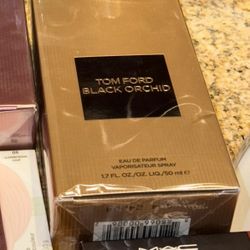 TOM FORD
BLACK ORCHID
EAU DE PARFUM
VAPORISATEUR SPRAY
1.7 FL. OZ./OZ. LIQ./50 ml ℮
MAC